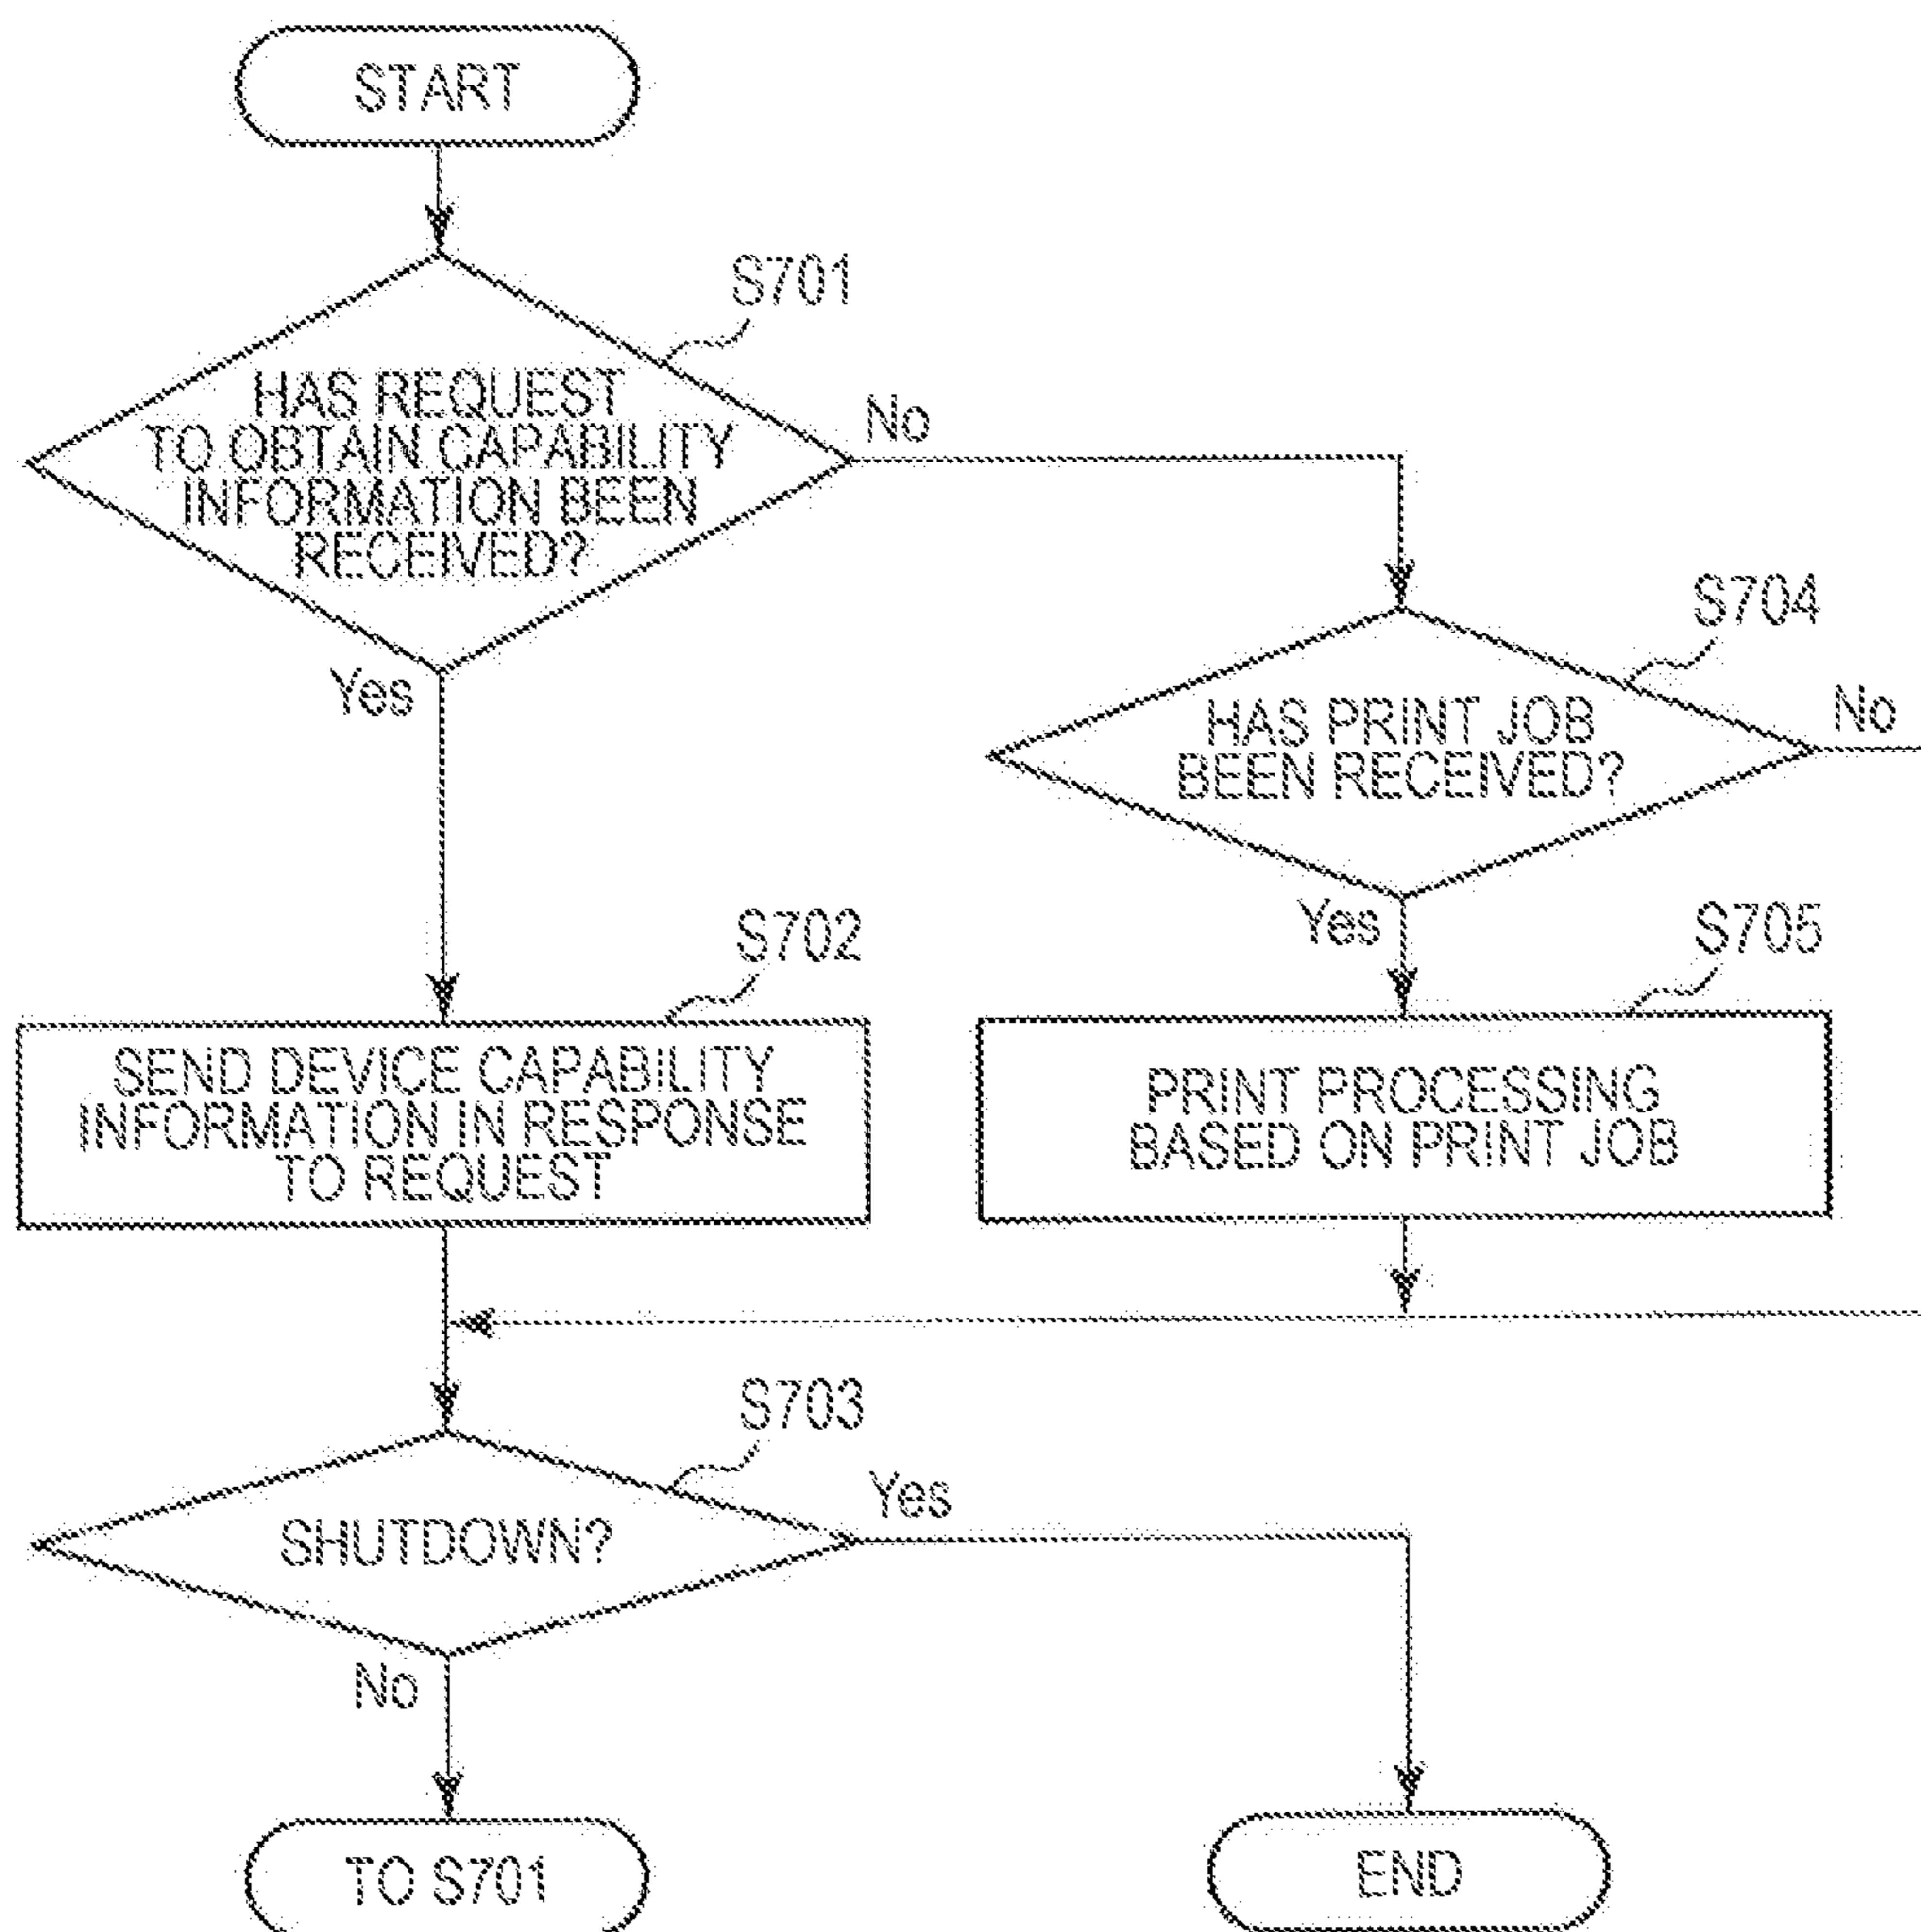 START
S701
HAS REQUEST
TO OBTAIN CAPABILITY
INFORMATION BEEN
RECEIVED?
No
Yes
S704
HAS PRINT JOB
BEEN RECEIVED?
No
Yes
S702
SEND DEVICE CAPABILITY
INFORMATION IN RESPONSE
TO REQUEST
S705
PRINT PROCESSING
BASED ON PRINT JOB
S703
SHUTDOWN?
Yes
No
TO S701
END